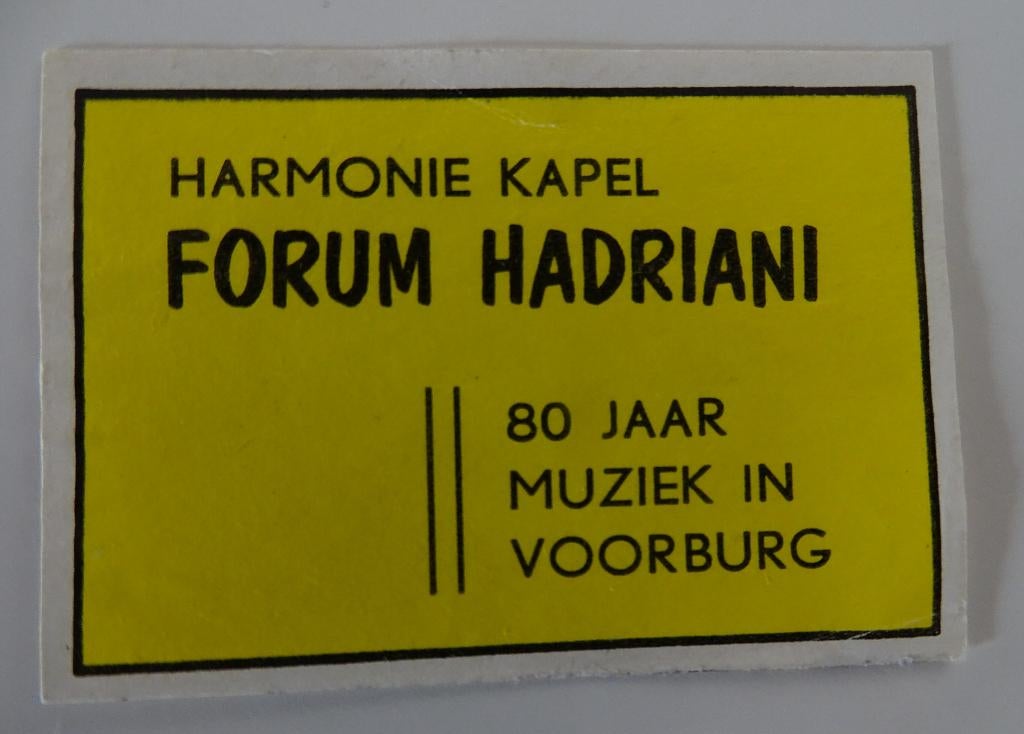 HARMONIE KAPEL
FORUM HADRIANI
80 JAAR
MUZIEK IN
VOORBURG